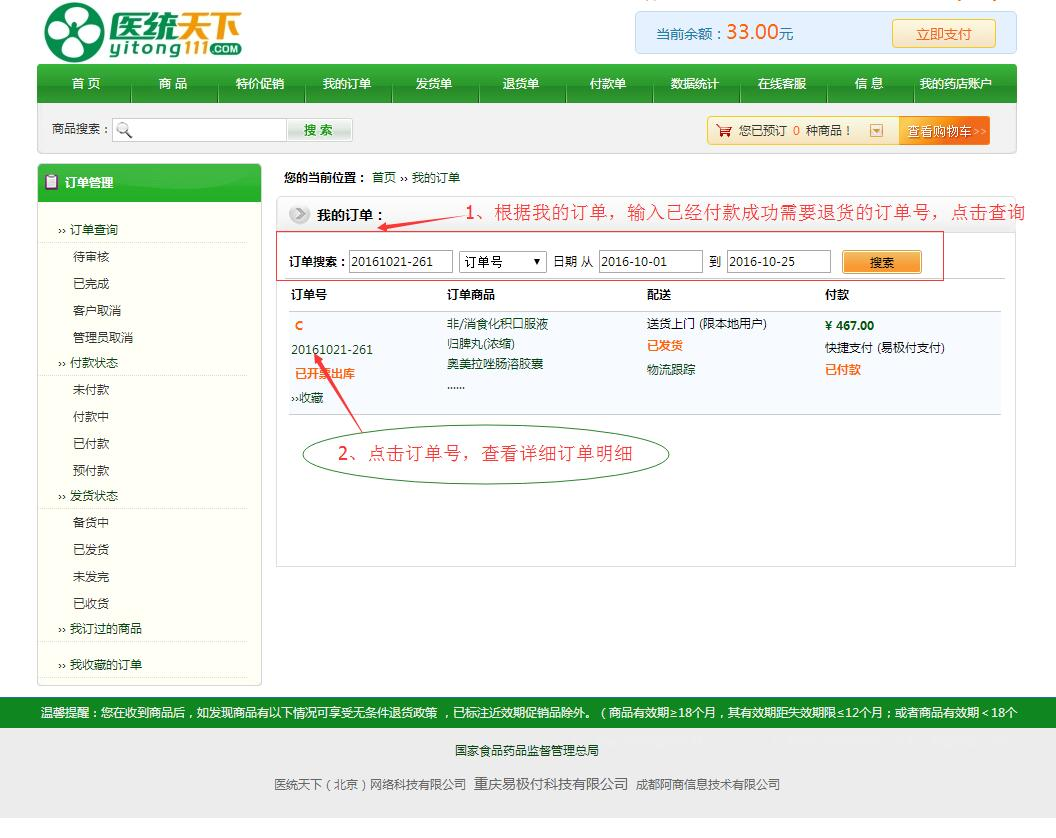 医统天下
yitong111.COM
当前余额：33.00元
立即支付
首 页 商 品 特价促销 我的订单 发货单 退货单 付款单 数据统计 在线客服 信 息 我的药店账户
商品搜索：
搜 索
您已预订 0 种商品！
查看购物车>>
订单管理
›› 订单查询
待审核
已完成
客户取消
管理员取消
›› 付款状态
未付款
付款中
已付款
预付款
›› 发货状态
备货中
已发货
未发完
已收货
›› 我订过的商品
›› 我收藏的订单
您的当前位置： 首页 ›› 我的订单
我的订单：
1、根据我的订单，输入已经付款成功需要退货的订单号，点击查询
订单搜索：20161021-261 订单号 日期 从 2016-10-01 到 2016-10-25 搜索
订单号 订单商品 配送 付款
C
20161021-261
已开票出库
››收藏
非/消食化积口服液
归脾丸(浓缩)
奥美拉唑肠溶胶囊
......
送货上门 (限本地用户)
已发货
物流跟踪
¥ 467.00
快捷支付 (易极付支付)
已付款
2、点击订单号，查看详细订单明细
温馨提醒：您在收到商品后，如发现商品有以下情况可享受无条件退货政策 ，已标注近效期促销品除外。（ 商品有效期≥18个月，其有效期距失效期限≤12个月；或者商品有效期＜18个
国家食品药品监督管理总局
医统天下（北京）网络科技有限公司 重庆易极付科技有限公司 成都阿商信息技术有限公司